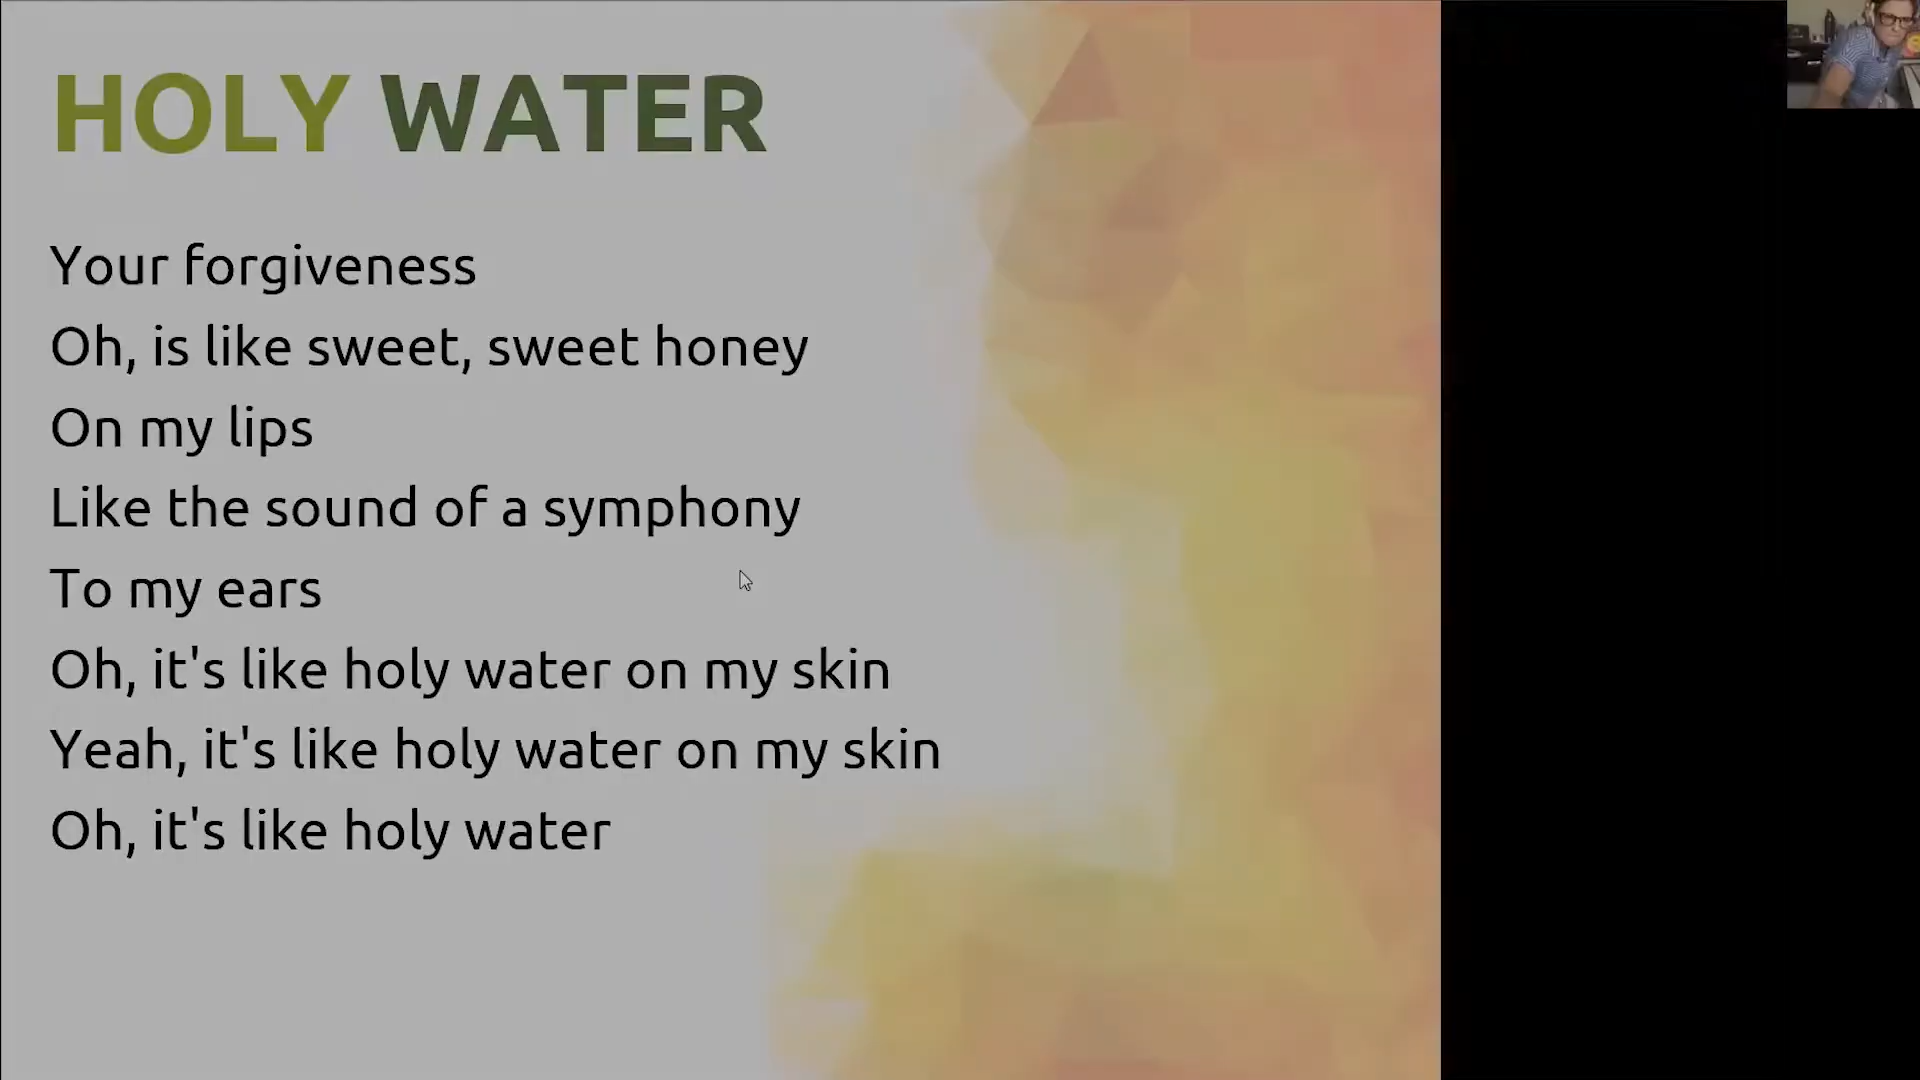 HOLY WATER
Your forgiveness
Oh, is like sweet, sweet honey
On my lips
Like the sound of a symphony
To my ears
Oh, it's like holy water on my skin
Yeah, it's like holy water on my skin
Oh, it's like holy water